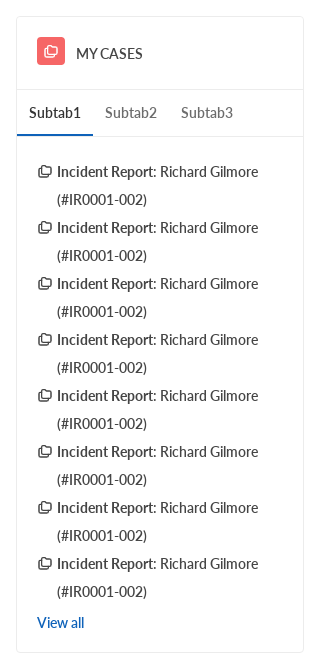 MY CASES
Subtab1 Subtab2 Subtab3
Incident Report: Richard Gilmore
(#IR0001-002)
Incident Report: Richard Gilmore
(#IR0001-002)
Incident Report: Richard Gilmore
(#IR0001-002)
Incident Report: Richard Gilmore
(#IR0001-002)
Incident Report: Richard Gilmore
(#IR0001-002)
Incident Report: Richard Gilmore
(#IR0001-002)
Incident Report: Richard Gilmore
(#IR0001-002)
Incident Report: Richard Gilmore
(#IR0001-002)
View all